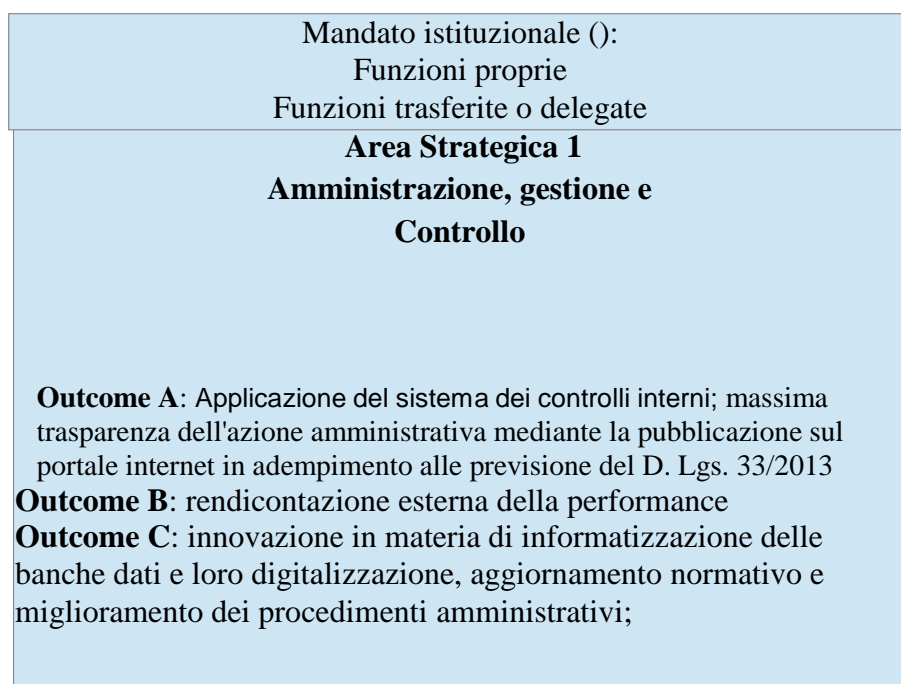 Mandato istituzionale ():
Funzioni proprie
Funzioni trasferite o delegate
Area Strategica 1
Amministrazione, gestione e
Controllo
Outcome A: Applicazione del sistema dei controlli interni; massima
trasparenza dell'azione amministrativa mediante la pubblicazione sul
portale internet in adempimento alle previsione del D. Lgs. 33/2013
Outcome B: rendicontazione esterna della performance
Outcome C: innovazione in materia di informatizzazione delle
banche dati e loro digitalizzazione, aggiornamento normativo e
miglioramento dei procedimenti amministrativi;